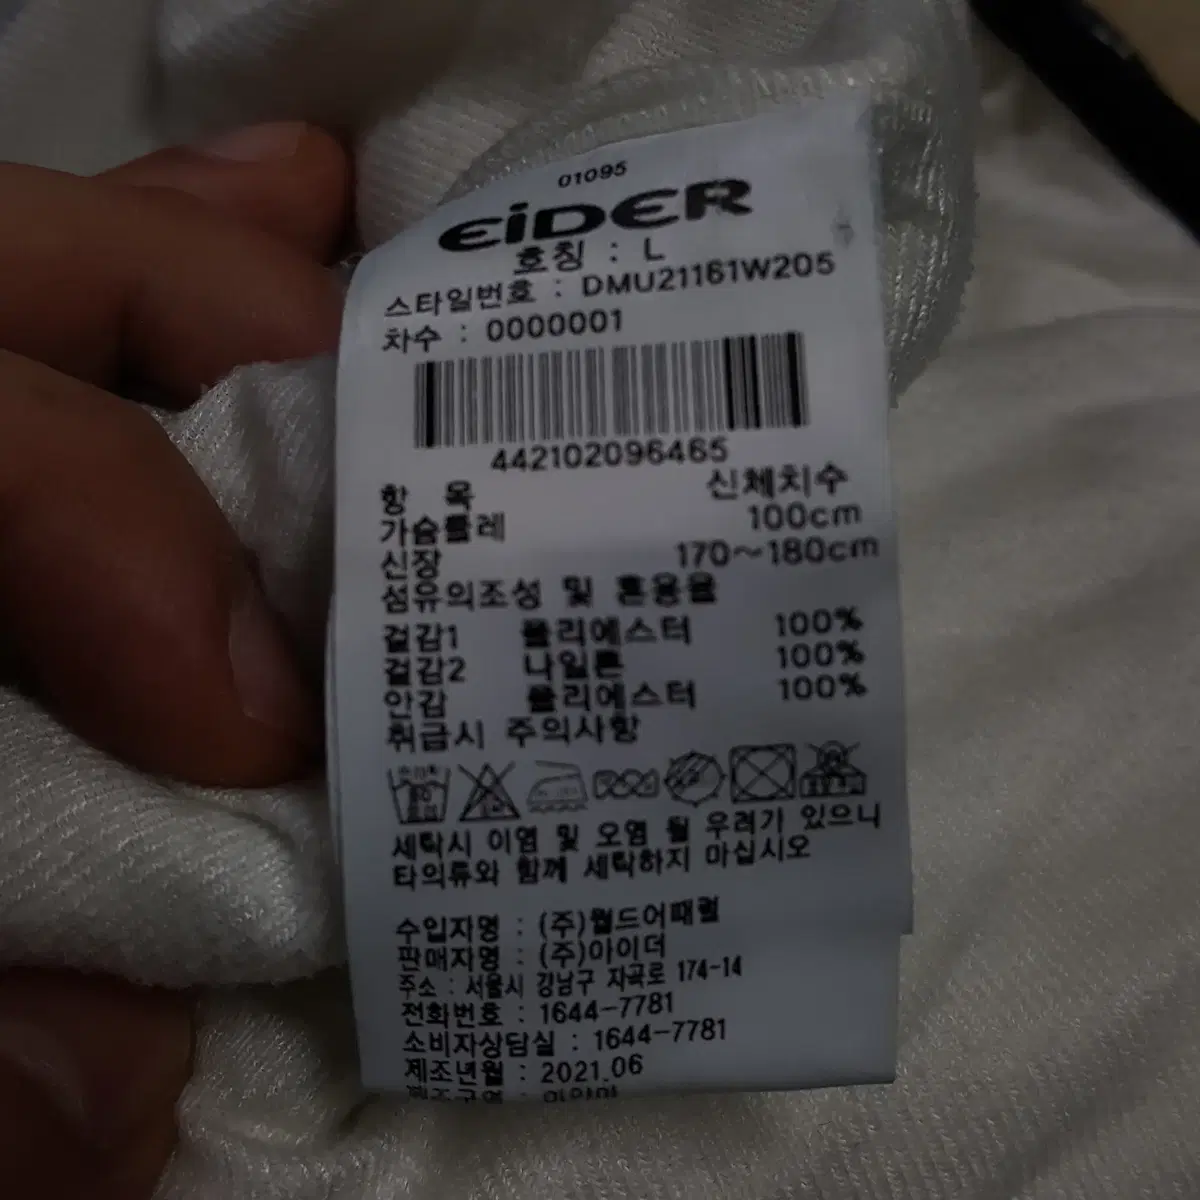 01095
EiDER
호칭 : L
스타일번호 : DMU21161W205
차수 : 0000001
442102096465
항 목 신체치수
가슴둘레 100cm
신장 170~180cm
섬유의조성 및 혼용율
겉감1 폴리에스터 100%
겉감2 나일론 100%
안감 폴리에스터 100%
취급시 주의사항
세탁시 이염 및 오염 될 우려가 있으니
타의류와 함께 세탁하지 마십시오
수입자명 : (주)월드어패럴
판매자명 : (주)아이더
주소 : 서울시 강남구 자곡로 174-14
전화번호 : 1644-7781
소비자상담실 : 1644-7781
제조년월 : 2021.06